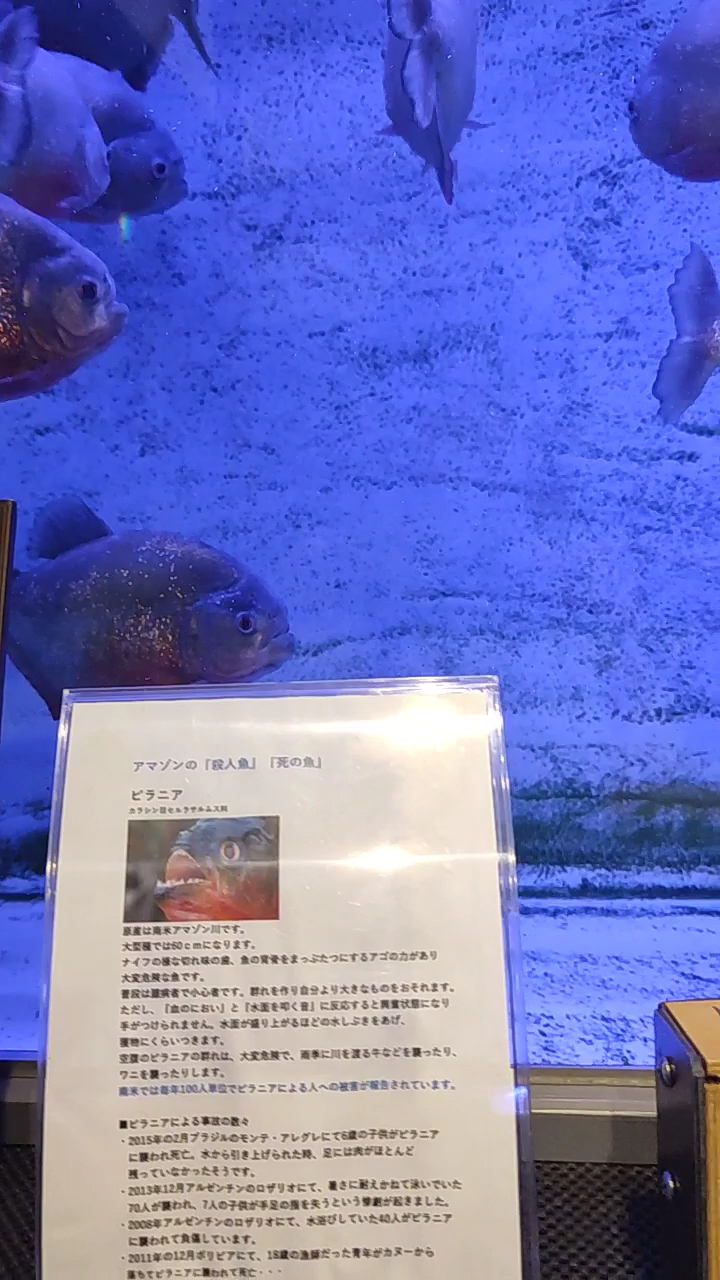 アマゾンの『殺人魚』『死の魚』
ピラニア
カラシン目セルラサルムス科
原産は南米アマゾン川です。
大型種では60ｃｍになります。
ナイフの様な切れ味の歯、魚の背骨をまっぷたつにするアゴの力があり
大変危険な魚です。
普段は臆病者で小心者です。群れを作り自分より大きなものをおそれます。
ただし、『血のにおい』と『水面を叩く音』に反応すると興奮状態になり
手がつけられません。水面が盛り上がるほどの水しぶきをあげ、
獲物にくらいつきます。
空腹のピラニアの群れは、大変危険で、雨季に川を渡る牛などを襲ったり、
ワニを襲ったりします。
南米では毎年100人単位でピラニアによる人への被害が報告されています。
■ピラニアによる事故の数々
・2015年の2月ブラジルのモンテ・アレグレにて6歳の子供がピラニア
に襲われ死亡。水から引き上げられた時、足には肉がほとんど
残っていなかったそうです。
・2013年12月アルゼンチンのロザリオにて、暑さに耐えかねて泳いでいた
70人が襲われ、7人の子供が手足の指を失うという惨劇が起きました。
・2008年アルゼンチンのロザリオにて、水浴びしていた40人がピラニア
に襲われて負傷しています。
・2011年の12月ボリビアにて、18歳の漁師だった青年がカヌーから
落ちてピラニアに襲われて死亡・・・